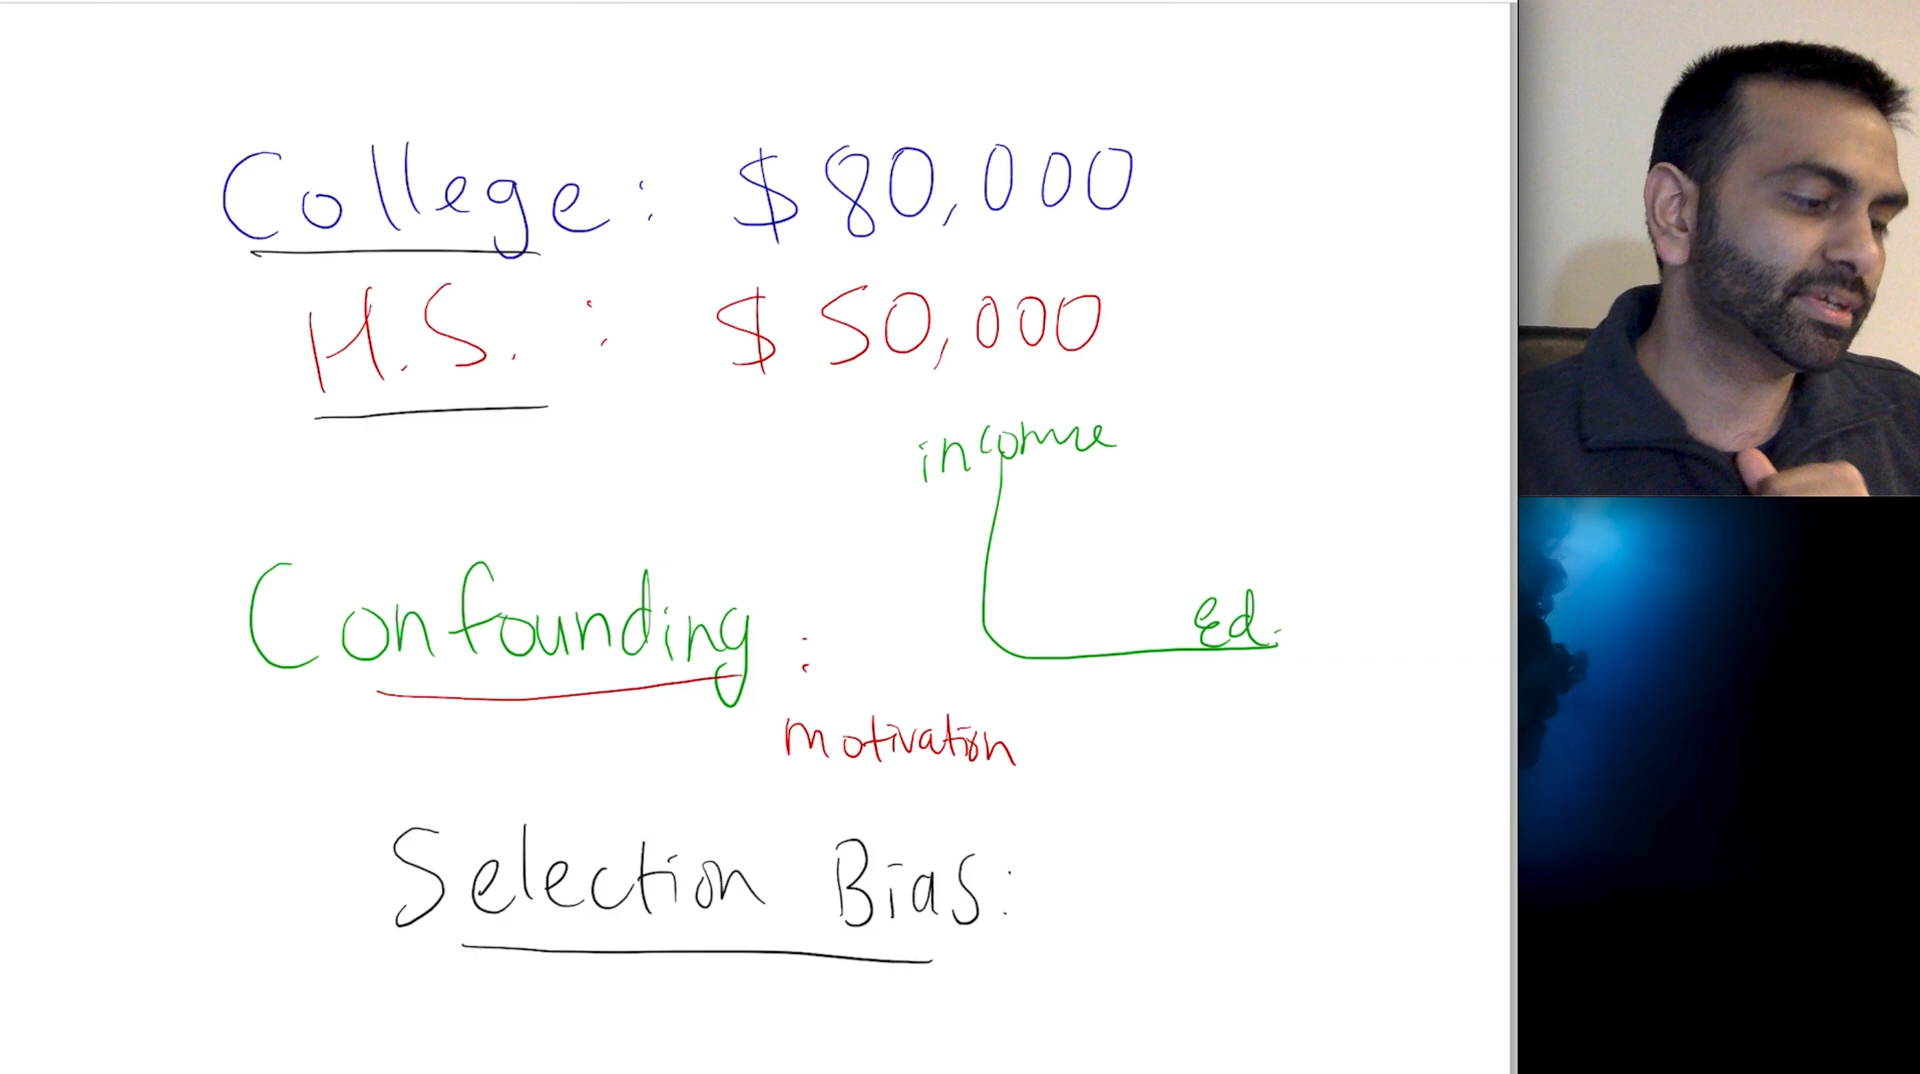 College: $80,000
H.S.: $50,000
income
Ed.
Confounding:
motivation
Selection Bias: